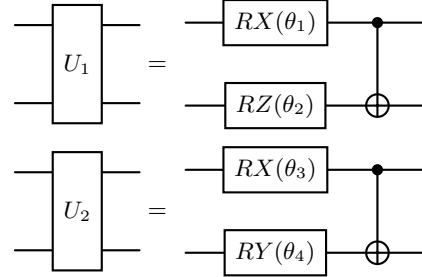 RX(θ₁)
U₁ =
RZ(θ₂)
RX(θ₃)
U₂ =
RY(θ₄)